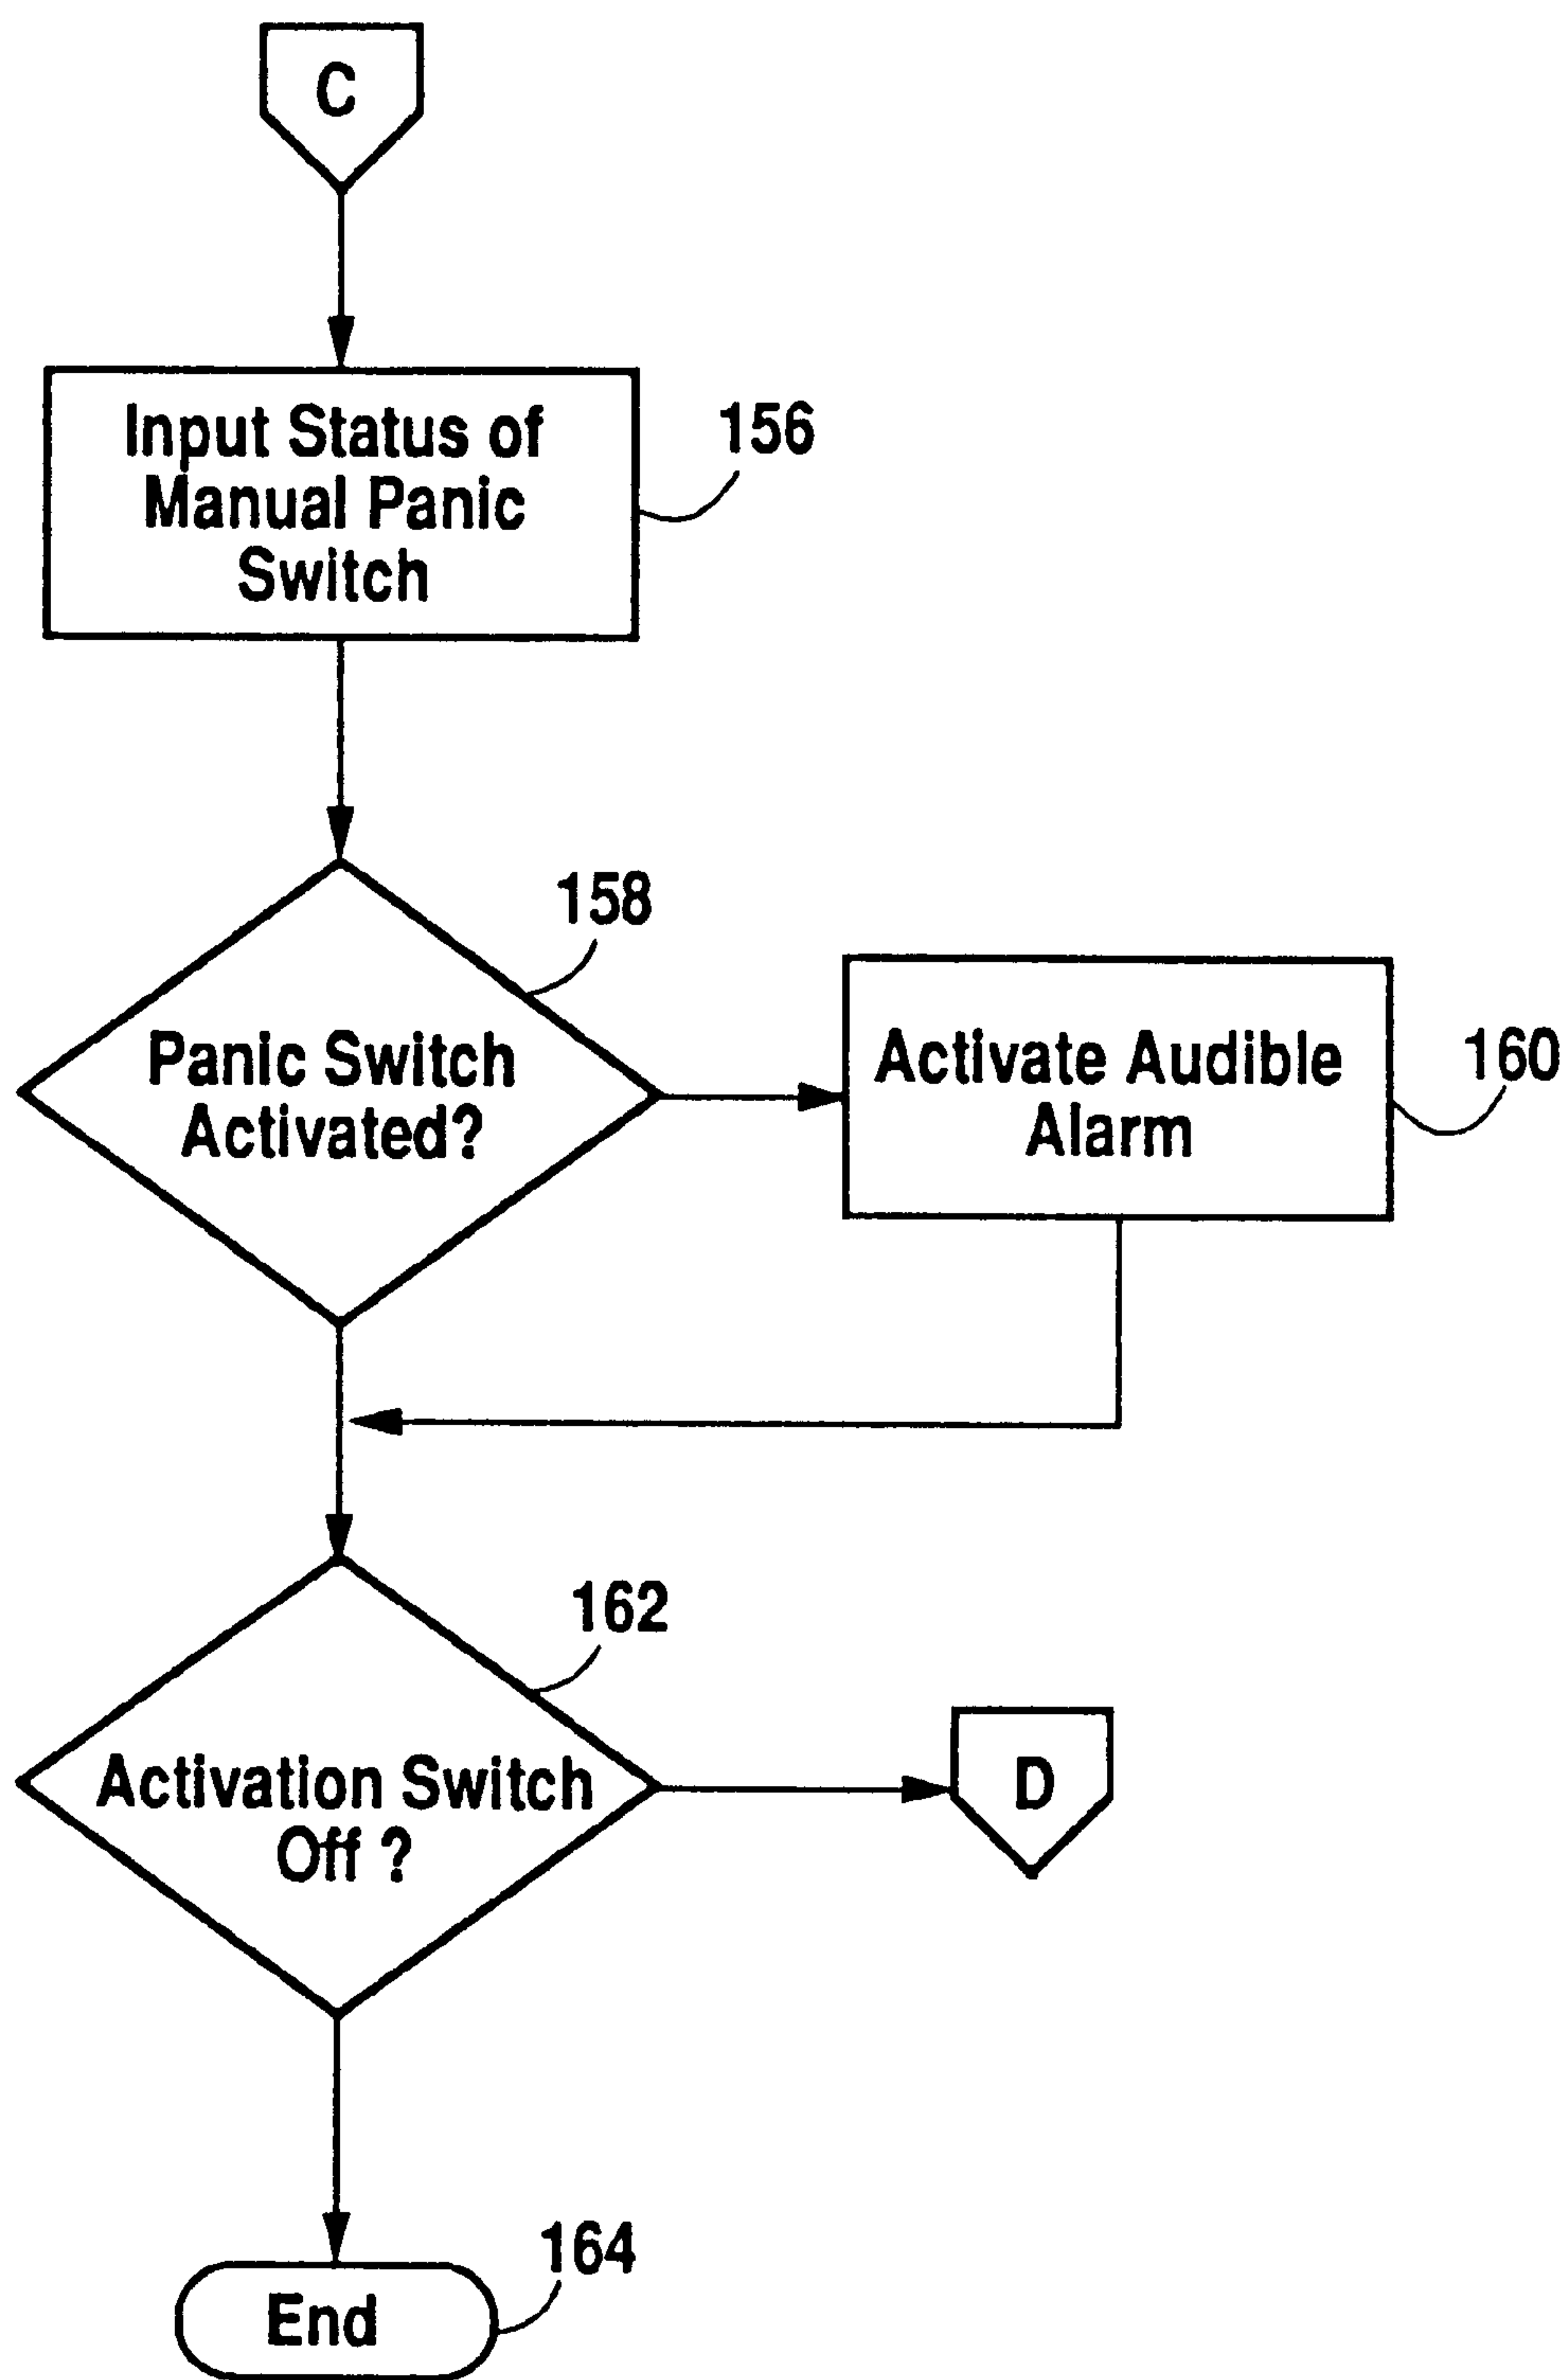 C
Input Status of
Manual Panic
Switch
156
158
Panic Switch
Activated?
Activate Audible
Alarm
160
162
Activation Switch
Off ?
D
164
End